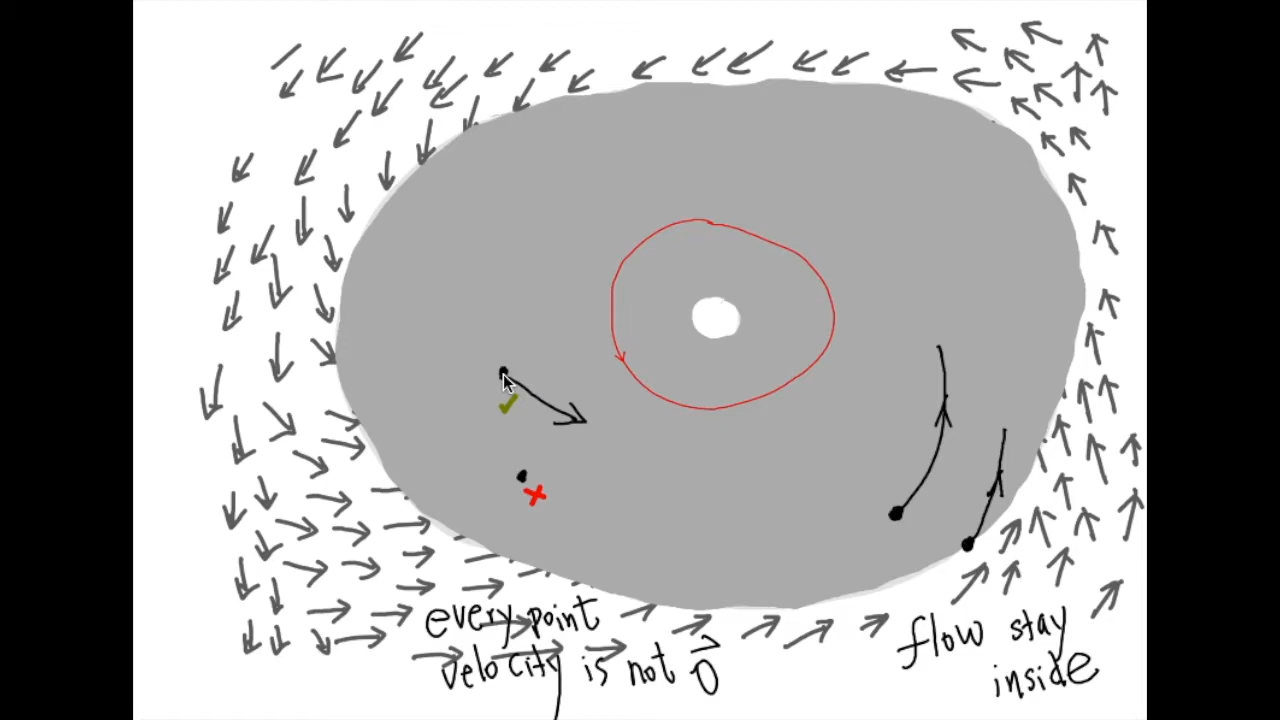 every point
velocity is not 0
flow stay
inside